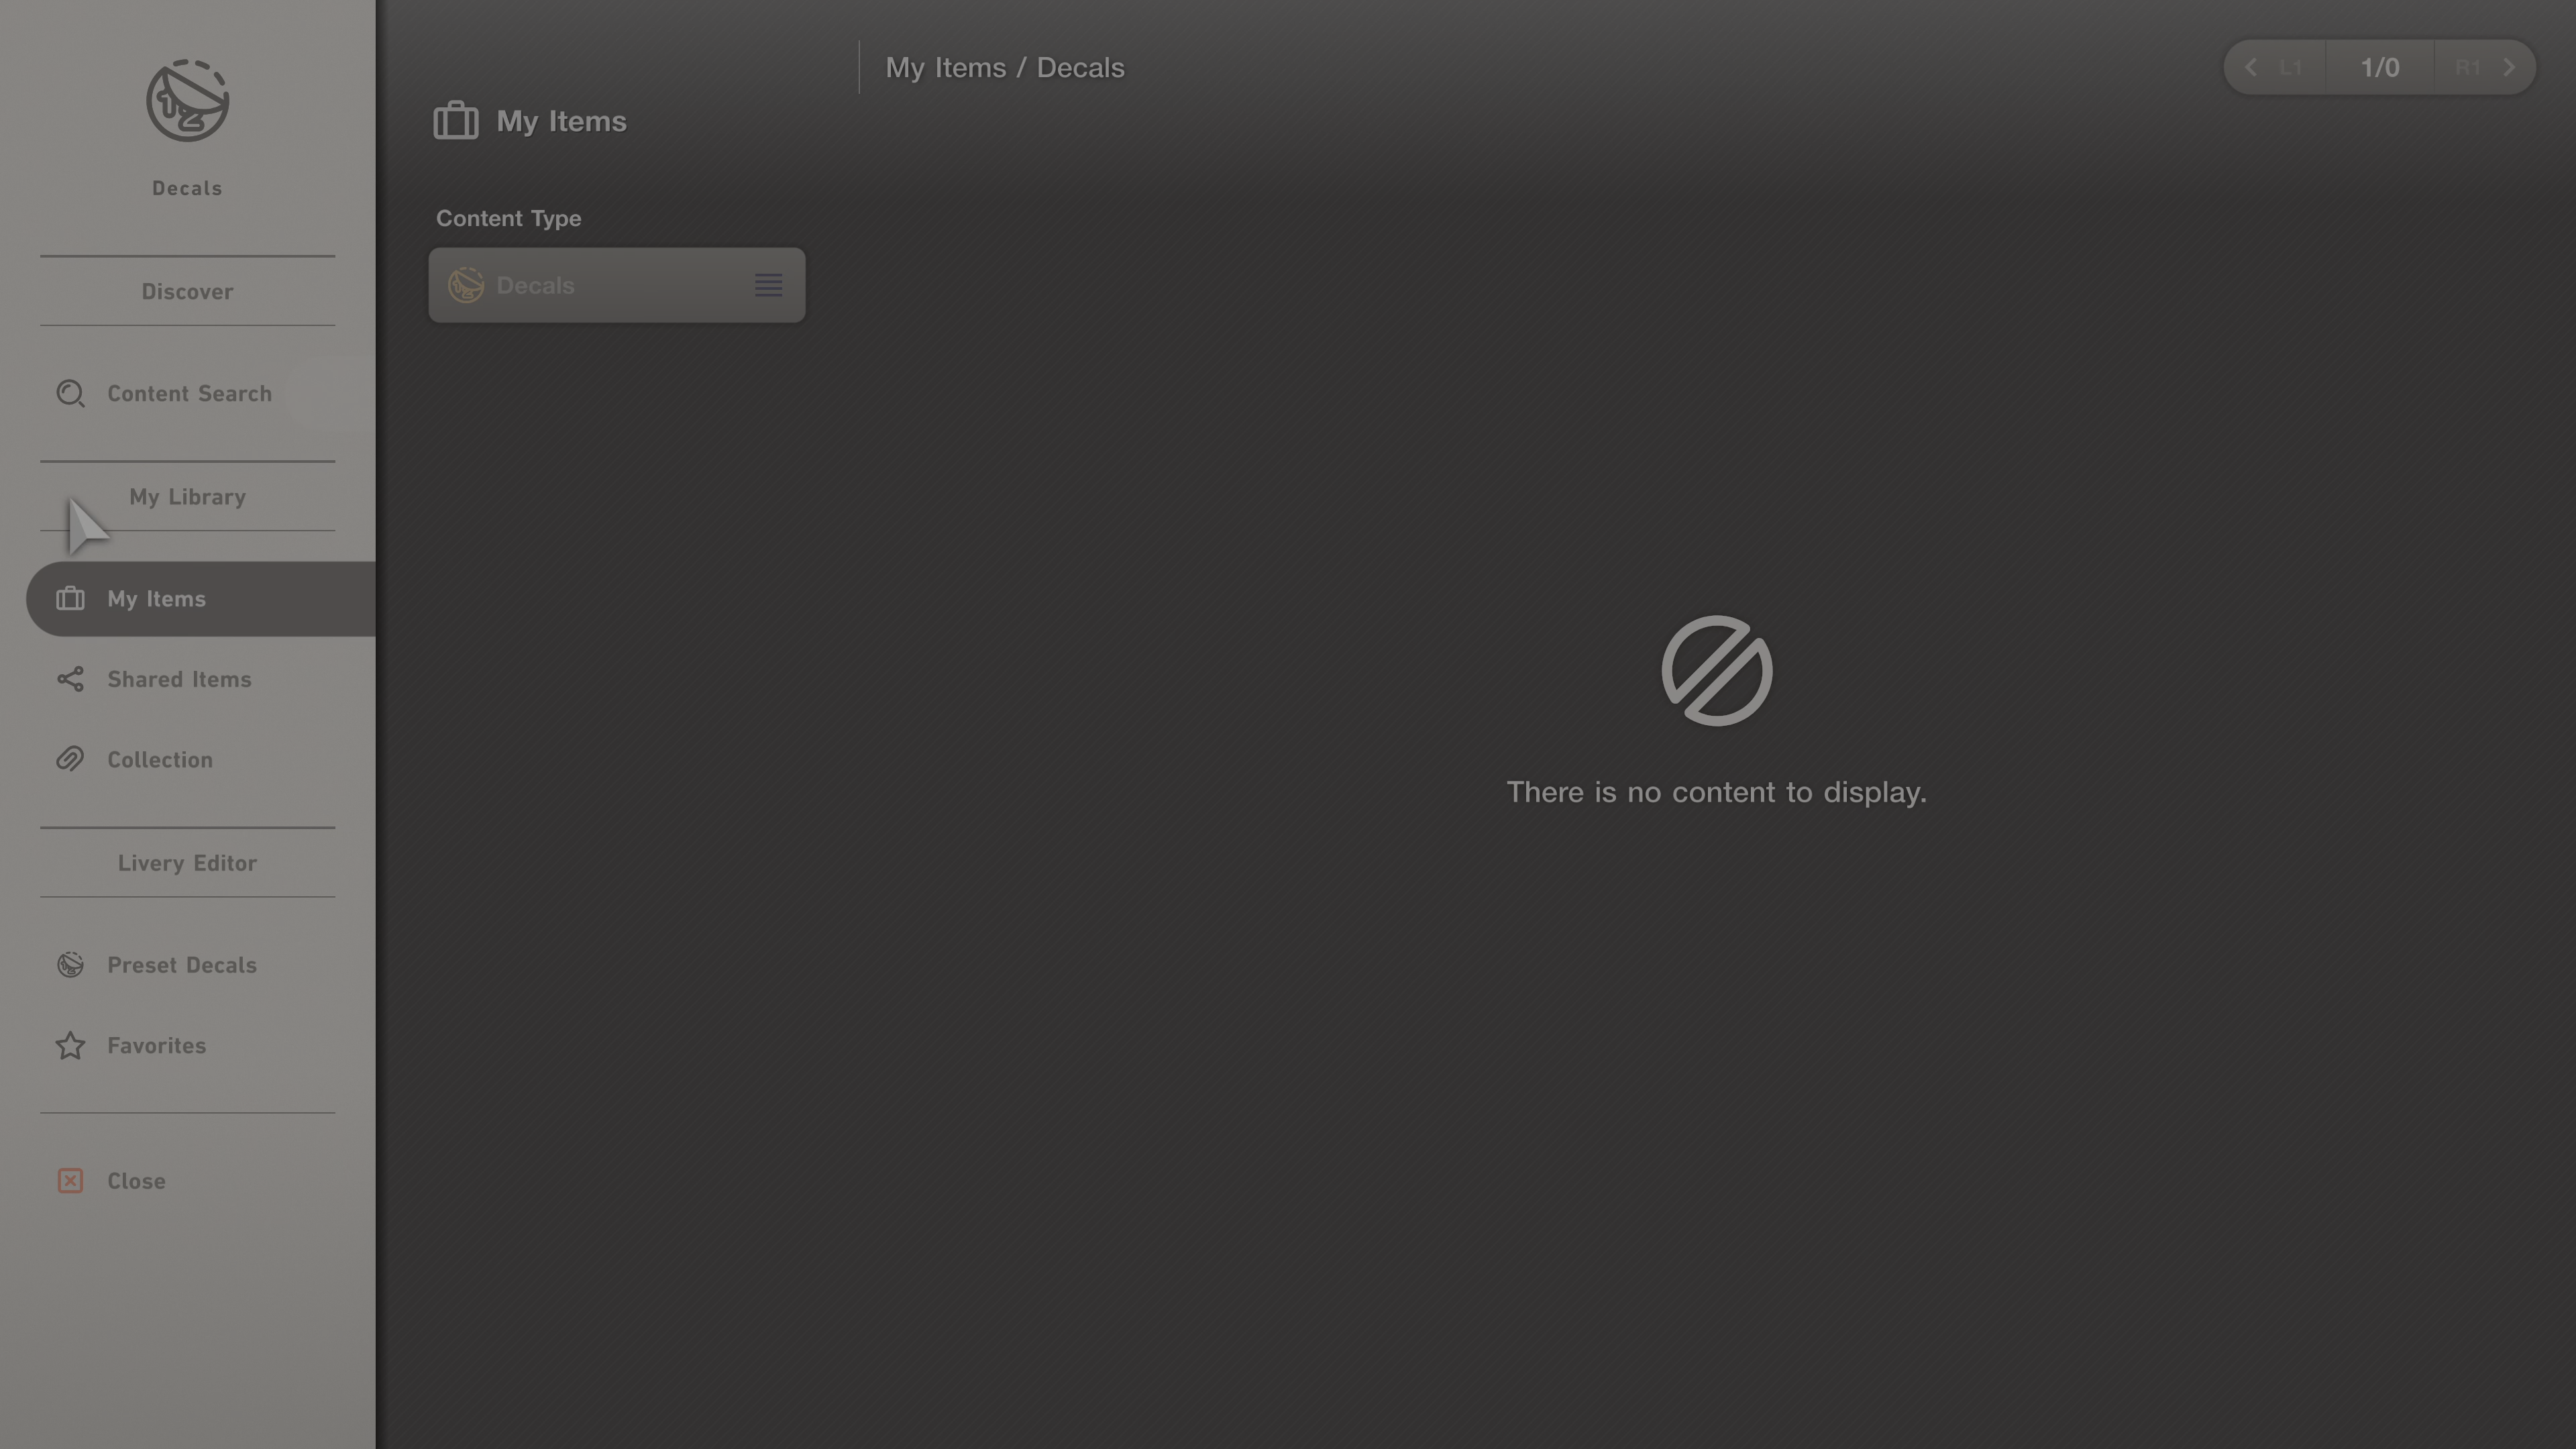 Decals
Discover
Content Search
My Library
My Items
Shared Items
Collection
Livery Editor
Preset Decals
Favorites
Close
My Items / Decals
L1
1/0
R1
My Items
Content Type
Decals
There is no content to display.